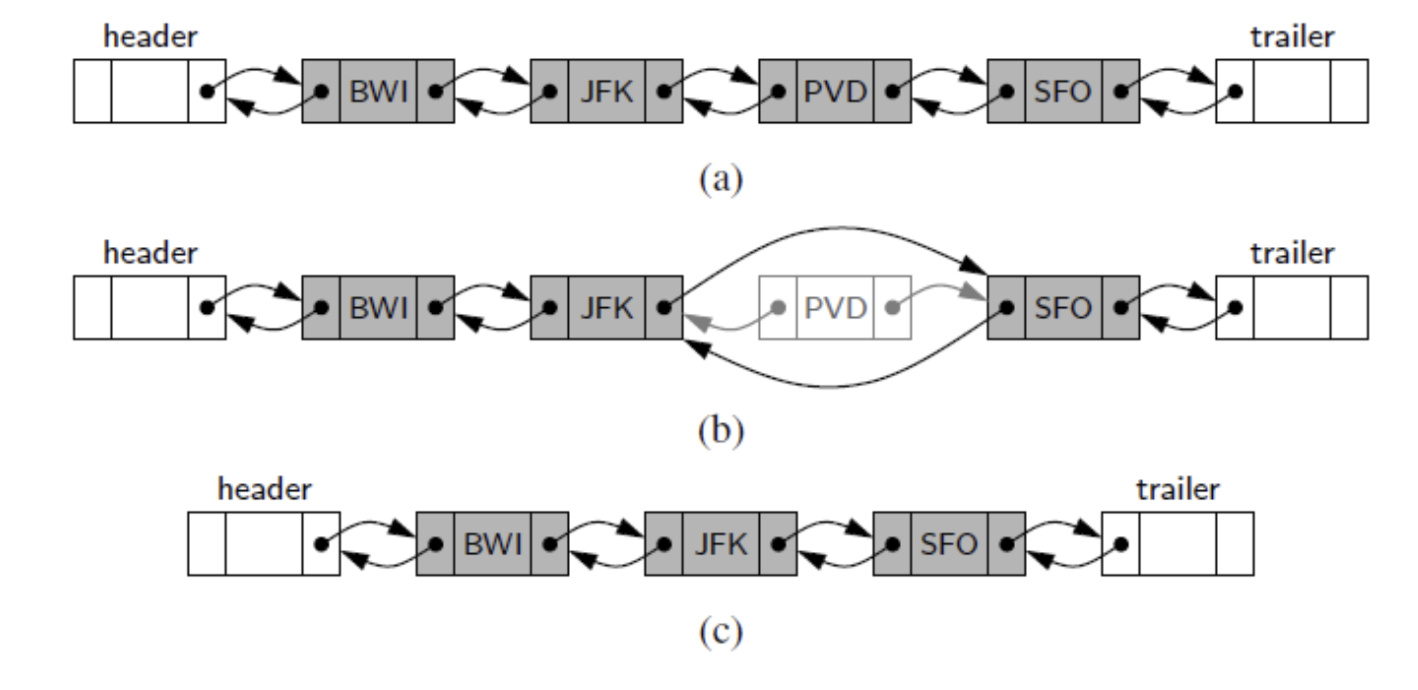 header trailer
BWI JFK PVD SFO
(a)
header trailer
BWI JFK PVD SFO
(b)
header trailer
BWI JFK SFO
(c)